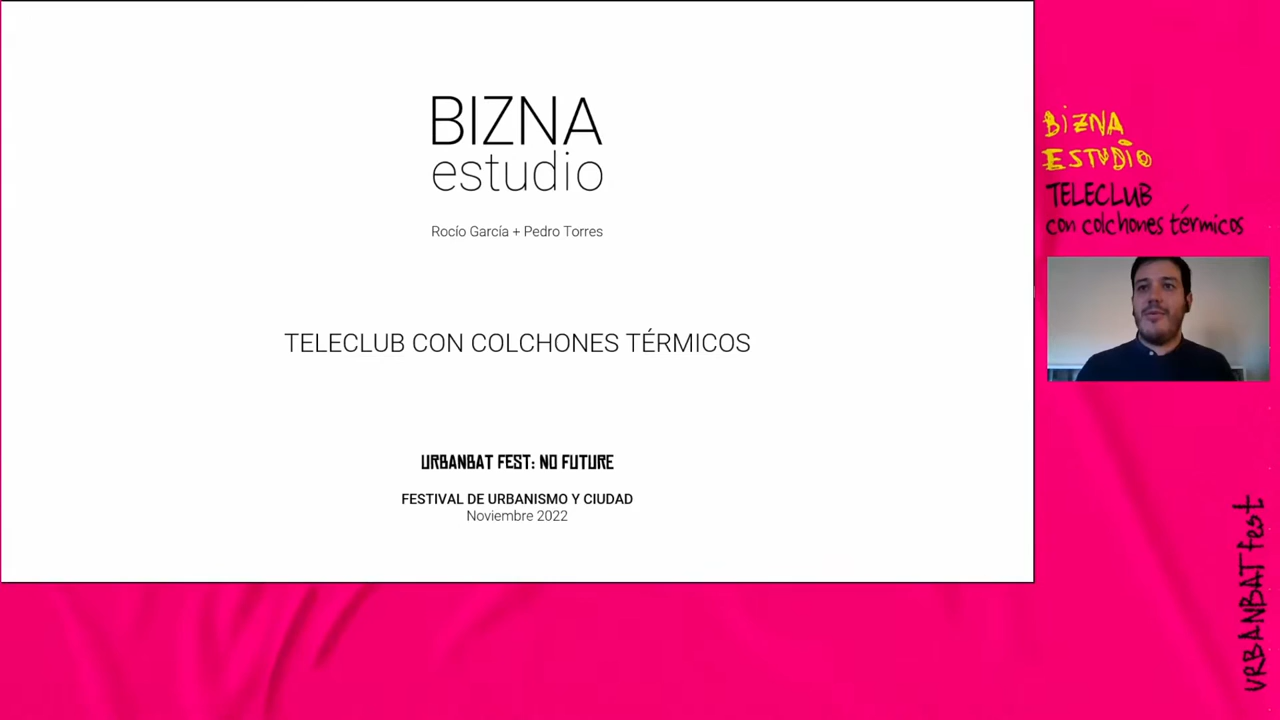 BIZNA
estudio
Rocío García + Pedro Torres
TELECLUB CON COLCHONES TÉRMICOS
URBANBAT FEST: NO FUTURE
FESTIVAL DE URBANISMO Y CIUDAD
Noviembre 2022
BiZNA
ESTUDiO
TELECLUB
con colchones térmicos
URBANBAT fest